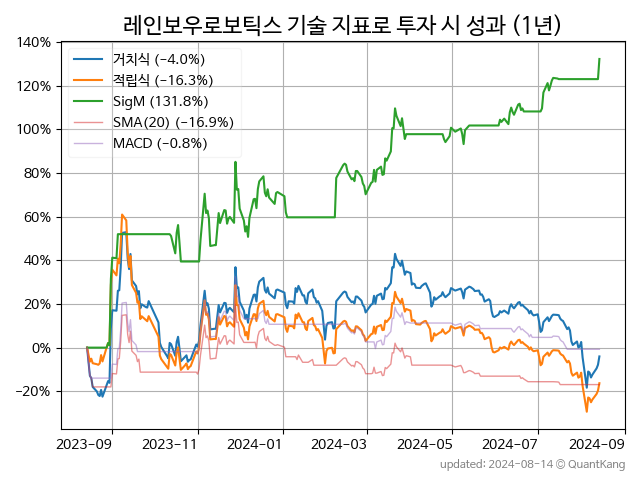 레인보우로보틱스 기술 지표로 투자 시 성과 (1년)
140%
120%
100%
80%
60%
40%
20%
0%
−20%
거치식 (−4.0%)
적립식 (−16.3%)
SigM (131.8%)
SMA(20) (−16.9%)
MACD (−0.8%)
2023-09 2023-11 2024-01 2024-03 2024-05 2024-07 2024-09
updated: 2024-08-14 © QuantKang